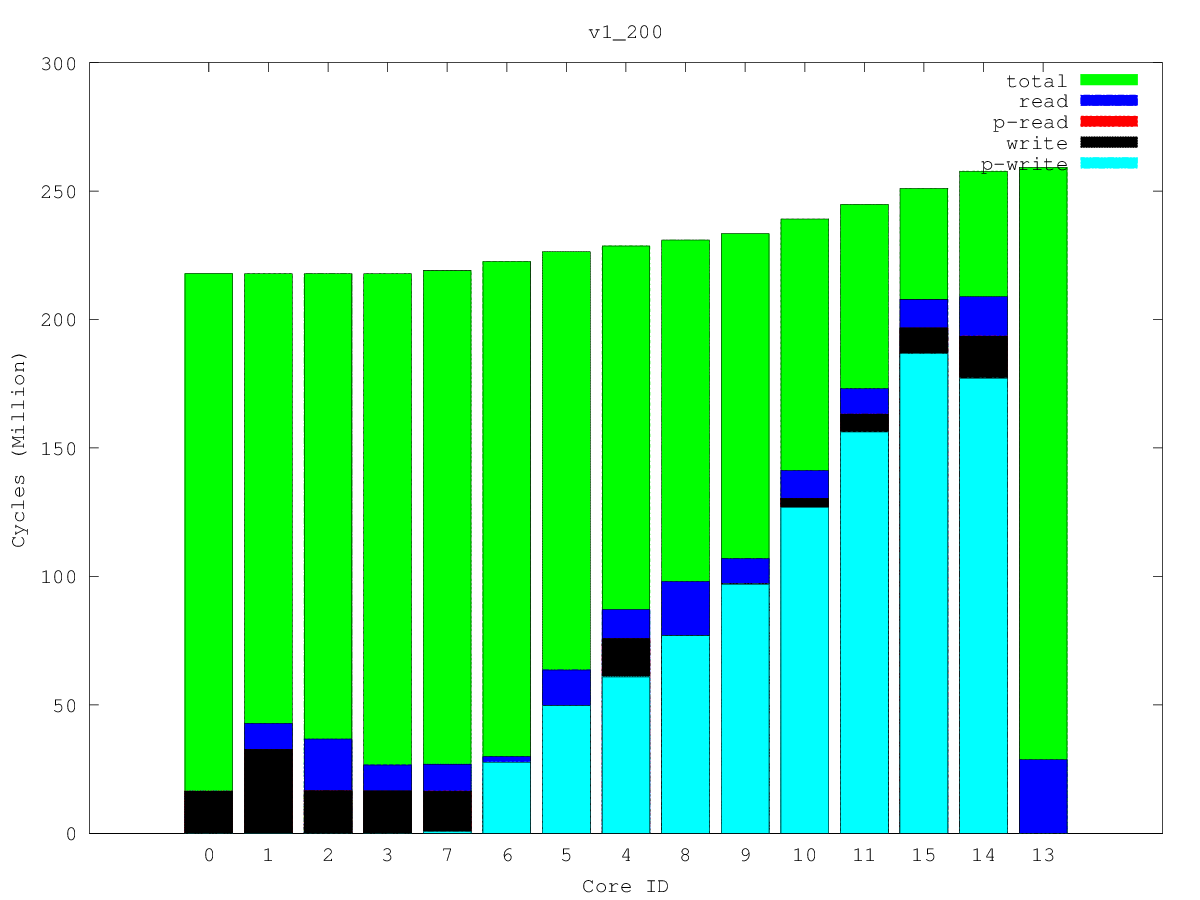 v1_200
300
250
200
150
100
50
0
Cycles (Million)
total
read
p-read
write
p-write
0 1 2 3 7 6 5 4 8 9 10 11 15 14 13
Core ID